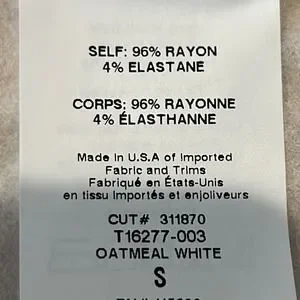 SELF: 96% RAYON
4% ELASTANE
CORPS: 96% RAYONNE
4% ÉLASTHANNE
Made in U.S.A of Imported
Fabric and Trims
Fabriqué en États-Unis
en tissu importés et enjoliveurs
CUT# 311870
T16277-003
OATMEAL WHITE
S